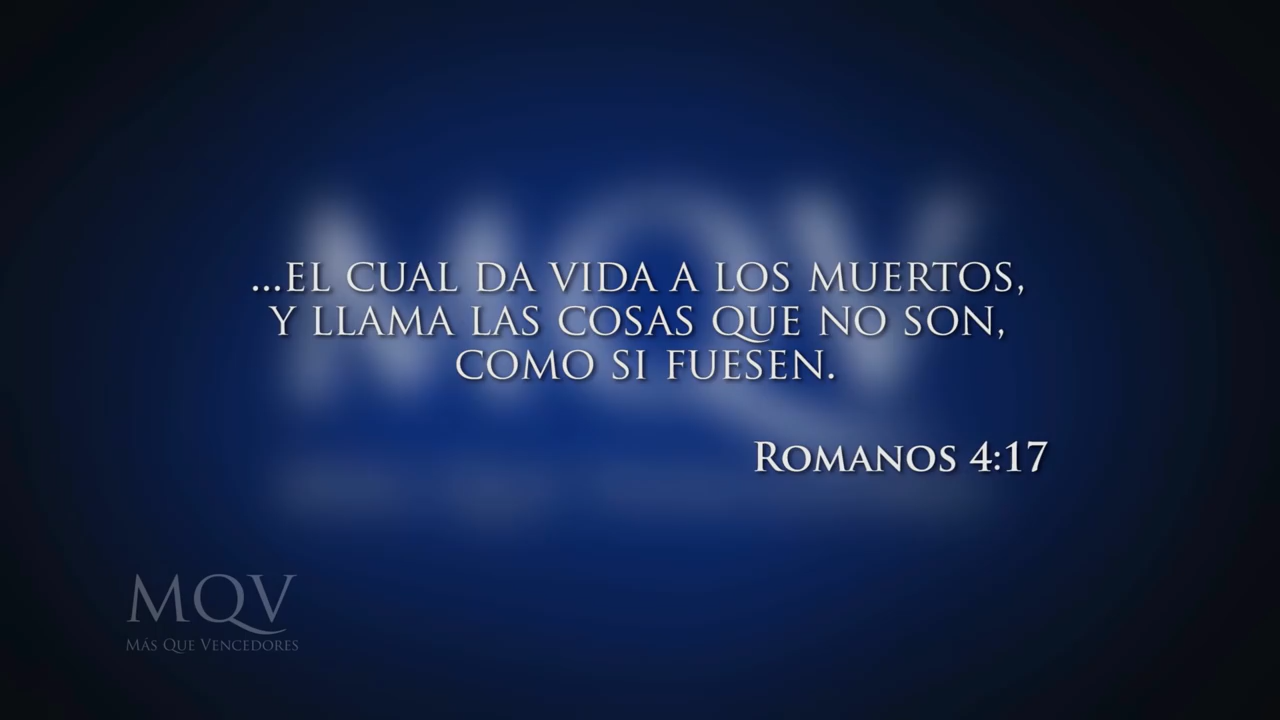 ...EL CUAL DA VIDA A LOS MUERTOS,
Y LLAMA LAS COSAS QUE NO SON,
COMO SI FUESEN.
ROMANOS 4:17
MQV
MÁS QUE VENCEDORES